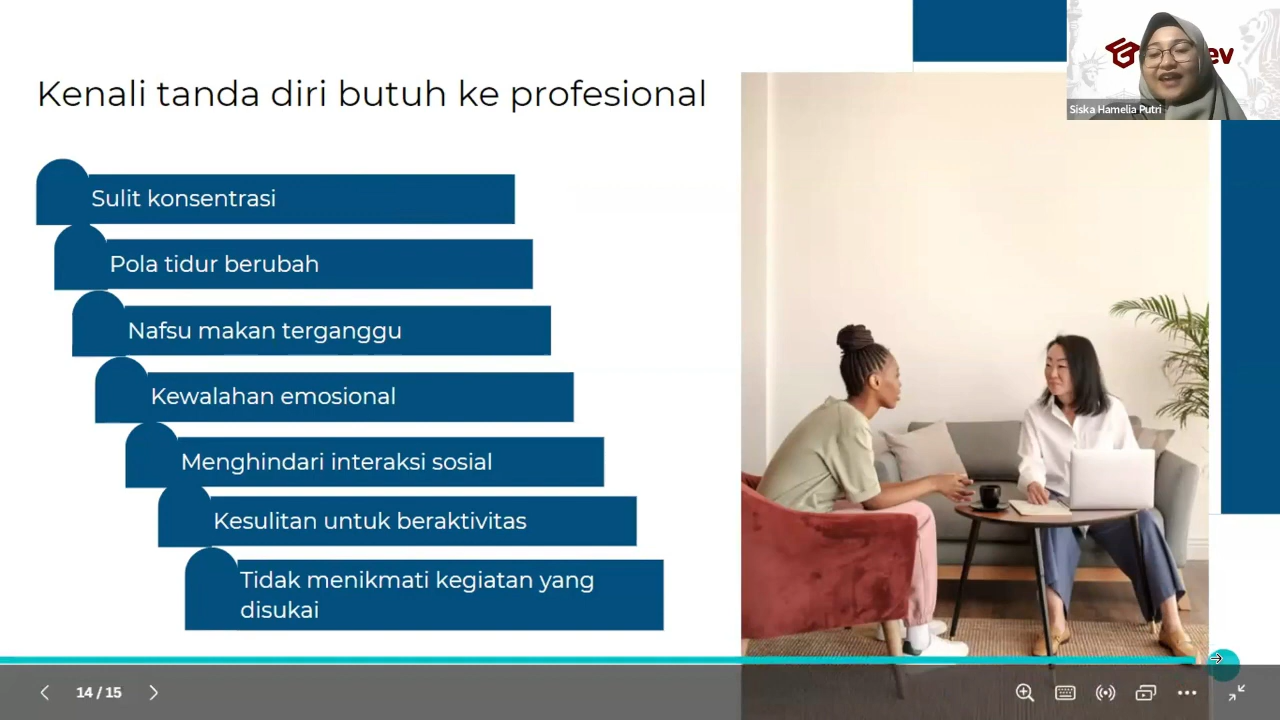 Kenali tanda diri butuh ke profesional
Sulit konsentrasi
Pola tidur berubah
Nafsu makan terganggu
Kewalahan emosional
Menghindari interaksi sosial
Kesulitan untuk beraktivitas
Tidak menikmati kegiatan yang
disukai
ev
Siska Hamelia Putri
14 / 15